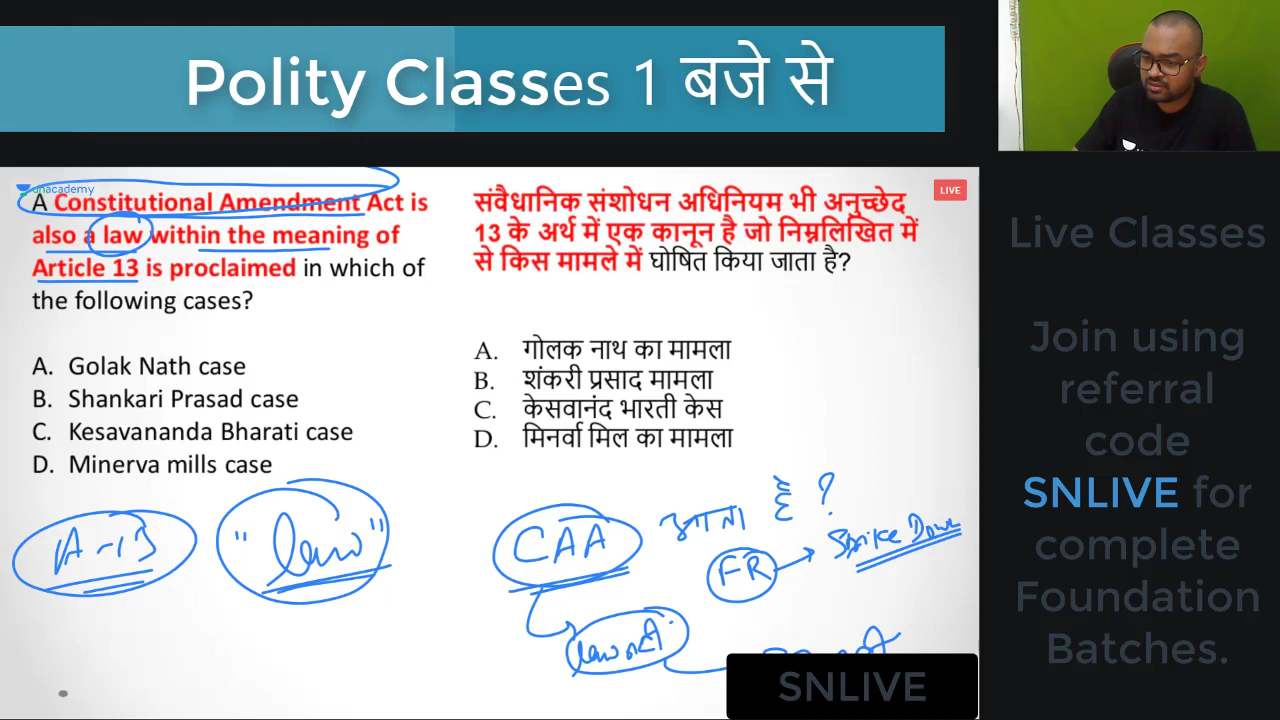 Polity Classes 1 बजे से
unacademy
A Constitutional Amendment Act is
also a law within the meaning of
Article 13 is proclaimed in which of
the following cases?
A. Golak Nath case
B. Shankari Prasad case
C. Kesavananda Bharati case
D. Minerva mills case
संवैधानिक संशोधन अधिनियम भी अनुच्छेद
13 के अर्थ में एक कानून है जो निम्नलिखित में
से किस मामले में घोषित किया जाता है?
A. गोलक नाथ का मामला
B. शंकरी प्रसाद मामला
C. केसवानंद भारती केस
D. मिनर्वा मिल का मामला
LIVE
A-13 "law"
CAA आना है ?
FR Strike Down
law नही
SNLIVE
Live Classes
Join using
referral
code
SNLIVE for
complete
Foundation
Batches.